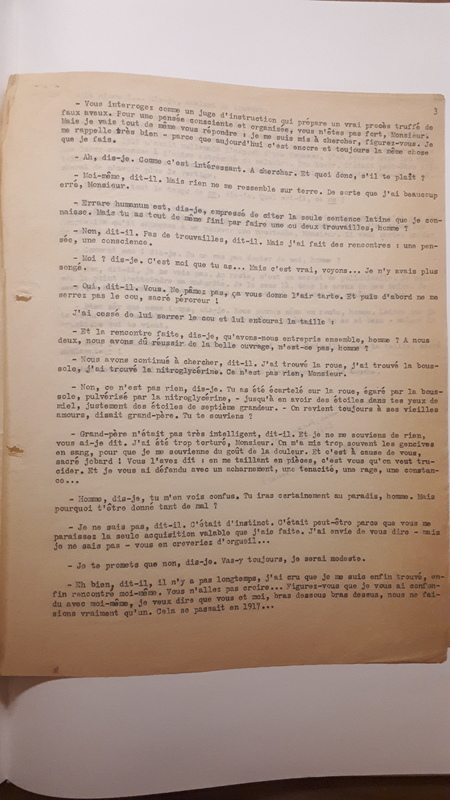 3
- Vous interrogez comme un juge d'instruction qui prépare un vrai procès truffé de
faux aveux. Pour une pensée consciente et organisée, vous n'êtes pas fort, Monsieur.
Mais je vais tout de même vous répondre ; je me suis mis à chercher, figurez-vous. Je
me rappelle très bien - parce que aujourd'hui c'est encore et toujours la même chose
que je fais.
- Ah, dis-je. Comme c'est intéressant. A chercher. Et quoi donc, s'il te plaît ?
- Moi-même, dit-il. Mais rien ne me ressemble sur terre. De sorte que j'ai beaucoup
erré, Monsieur.
- Errare humanum est, dis-je, empressé de citer la seule sentence latine que je con-
naisse. Mais tu as tout de même fini par faire une ou deux trouvailles, homme ?
- Non, dit-il. Pas de trouvailles, dit-il. Mais j'ai fait des rencontres : une pen-
sée, une conscience.
- Moi ? dis-je. C'est moi que tu as... Mais c'est vrai, voyons... Je n'y avais plus
songé.
- Oui, dit-il. Vous. Ne pâmez pas, ça vous donne l'air tarte. Et puis d'abord ne me
serrez pas le cou, sacré péroreur !
J'ai cessé de lui serrer le cou et lui entourai la taille :
- Et la rencontre faite, dis-je, qu'avons-nous entrepris ensemble, homme ? A nous
deux, nous avons dû réussir de la belle ouvrage, n'est-ce pas, homme ?
- Nous avons continué à chercher, dit-il. J'ai trouvé la roue, j'ai trouvé la bous-
sole, j'ai trouvé la nitroglycérine. Ce n'est pas rien, Monsieur.
- Non, ce n'est pas rien, dis-je. Tu as été écartelé sur la roue, égaré par la bous-
sole, pulvérisé par la nitroglycérine, - jusqu'à en avoir des étoiles dans tes yeux de
miel, justement des étoiles de septième grandeur. - On revient toujours à ses vieilles
amours, disait grand-père. Tu te souviens ?
- Grand-père n'était pas très intelligent, dit-il. Et je ne me souviens de rien,
vous ai-je dit. J'ai été trop torturé, Monsieur. On m'a mis trop souvent les gencives
en sang, pour que je me souvienne du goût de la douleur. Et c'est à cause de vous,
sacré jobard ! Vous l'avez dit : en me taillant en pièces, c'est vous qu'on veut tru-
cider. Et je vous ai défendu avec un acharnement, une tenacité, une rage, une constan-
ce...
- Homme, dis-je, tu m'en vois confus. Tu iras certainement au paradis, homme. Mais
pourquoi t'être donné tant de mal ?
- Je ne sais pas, dit-il. C'était d'instinct. C'était peut-être parce que vous me
paraissez la seule acquisition valable que j'aie faite. J'ai envie de vous dire - mais
je ne sais pas - vous en creveriez d'orgueil...
- Je te promets que non, dis-je. Vas-y toujours, je serai modeste.
- Eh bien, dit-il, il n'y a pas longtemps, j'ai cru que je me suis enfin trouvé, en-
fin rencontré moi-même. Vous n'allez pas croire... Figurez-vous que je vous ai confon-
du avec moi-même, je veux dire que vous et moi, bras dessous bras dessus, nous ne fai-
sions vraiment qu'un. Cela se passait en 1917...